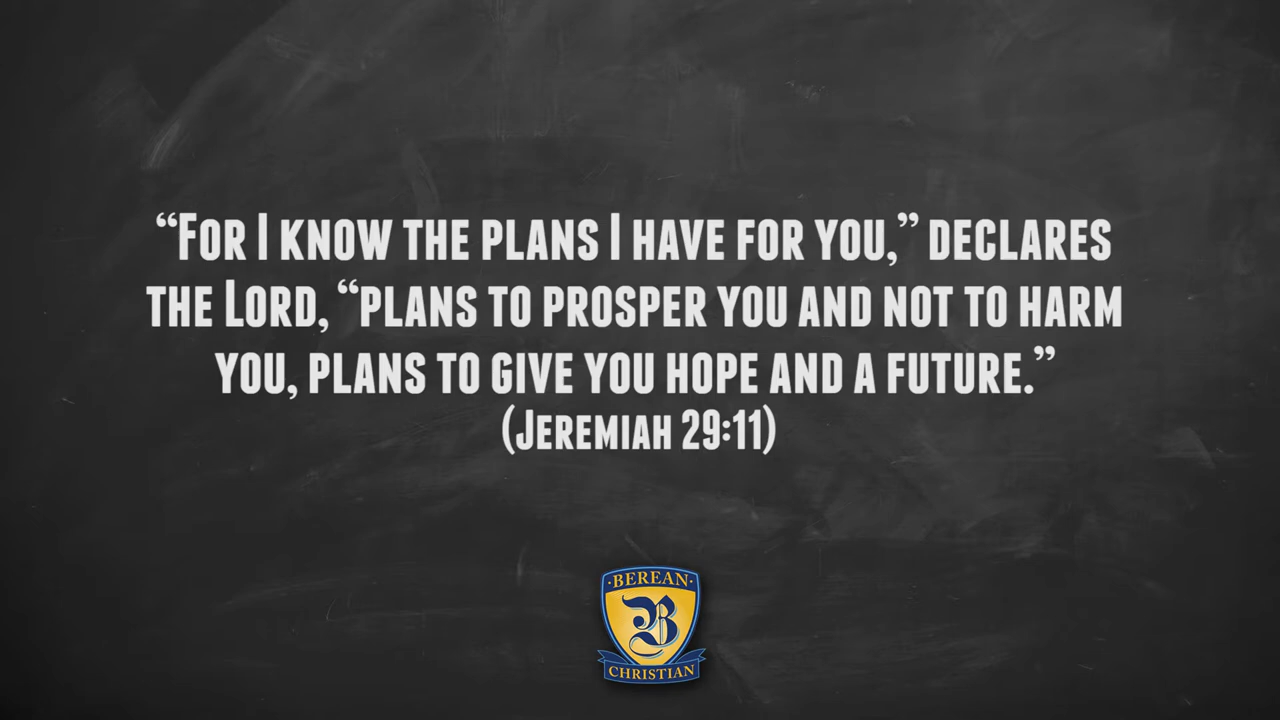 “For I know the plans I have for you,” declares
the Lord, “plans to prosper you and not to harm
you, plans to give you hope and a future.”
(Jeremiah 29:11)
·BEREAN·
B
CHRISTIAN